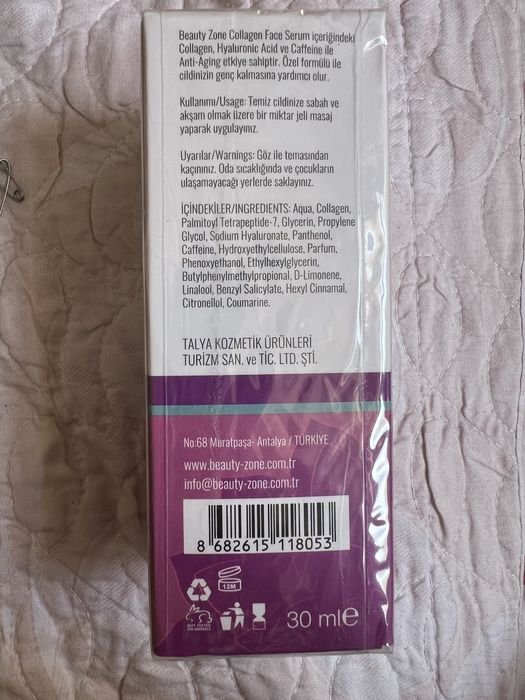 Beauty Zone Collagen Face Serum içeriğindeki
Collagen, Hyaluronic Acid ve Caffeine ile
Anti-Aging etkiye sahiptir. Özel formülü ile
cildinizin genç kalmasına yardımcı olur.
Kullanımı/Usage: Temiz cildinize sabah ve
akşam olmak üzere bir miktar jeli masaj
yaparak uygulayınız.
Uyarılar/Warnings: Göz ile temasından
kaçınınız. Oda sıcaklığında ve çocukların
ulaşamayacağı yerlerde saklayınız.
İÇİNDEKİLER/INGREDIENTS: Aqua, Collagen,
Palmitoyl Tetrapeptide-7, Glycerin, Propylene
Glycol, Sodium Hyaluronate, Panthenol,
Caffeine, Hydroxyethylcellulose, Parfum,
Phenoxyethanol, Ethylhexylglycerin,
Butylphenylmethylpropional, D-Limonene,
Linalool, Benzyl Salicylate, Hexyl Cinnamal,
Citronellol, Coumarine.
TALYA KOZMETİK ÜRÜNLERİ
TURİZM SAN. ve TİC. LTD. ŞTİ.
No:68 Muratpaşa- Antalya / TÜRKİYE
www.beauty-zone.com.tr
info@beauty-zone.com.tr
8 682615 118053
12M
NOT TESTED
ON ANIMALS
30 ml℮